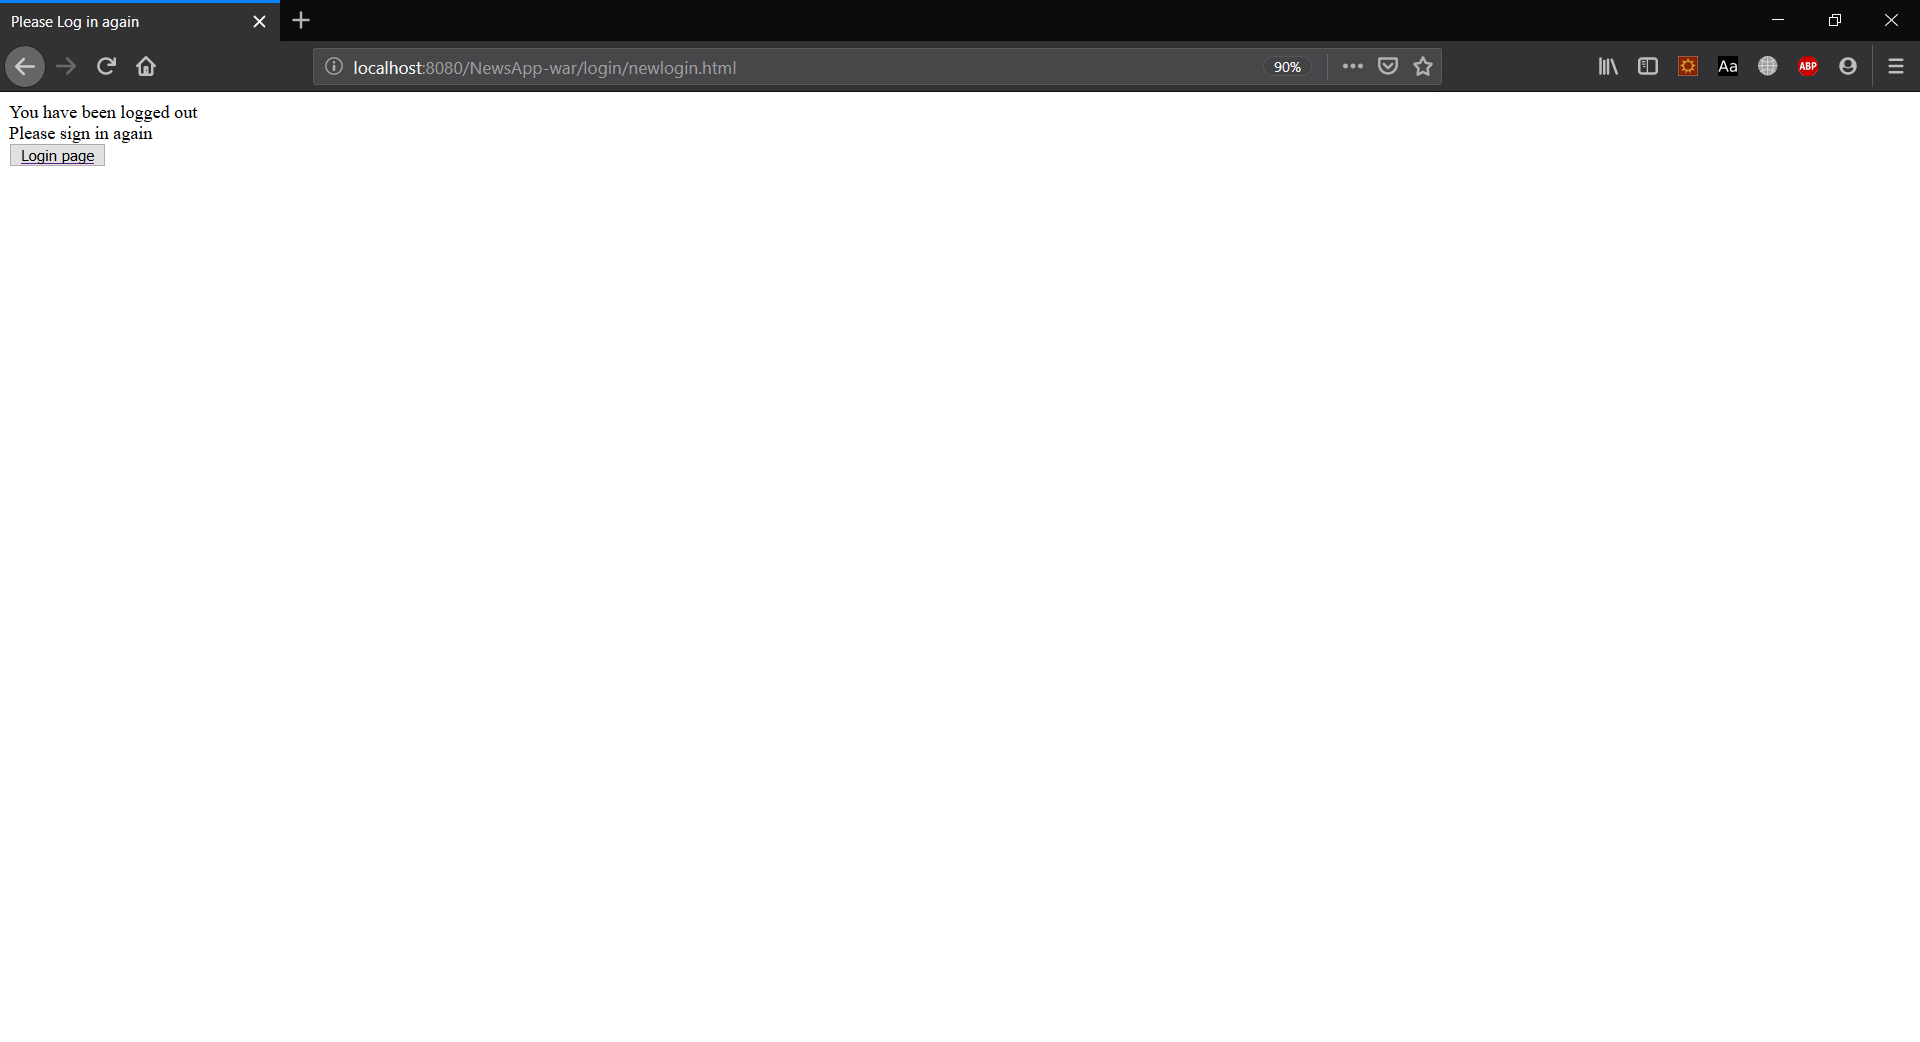 Please Log in again
localhost:8080/NewsApp-war/login/newlogin.html
90%
Aa
ABP
You have been logged out
Please sign in again
Login page